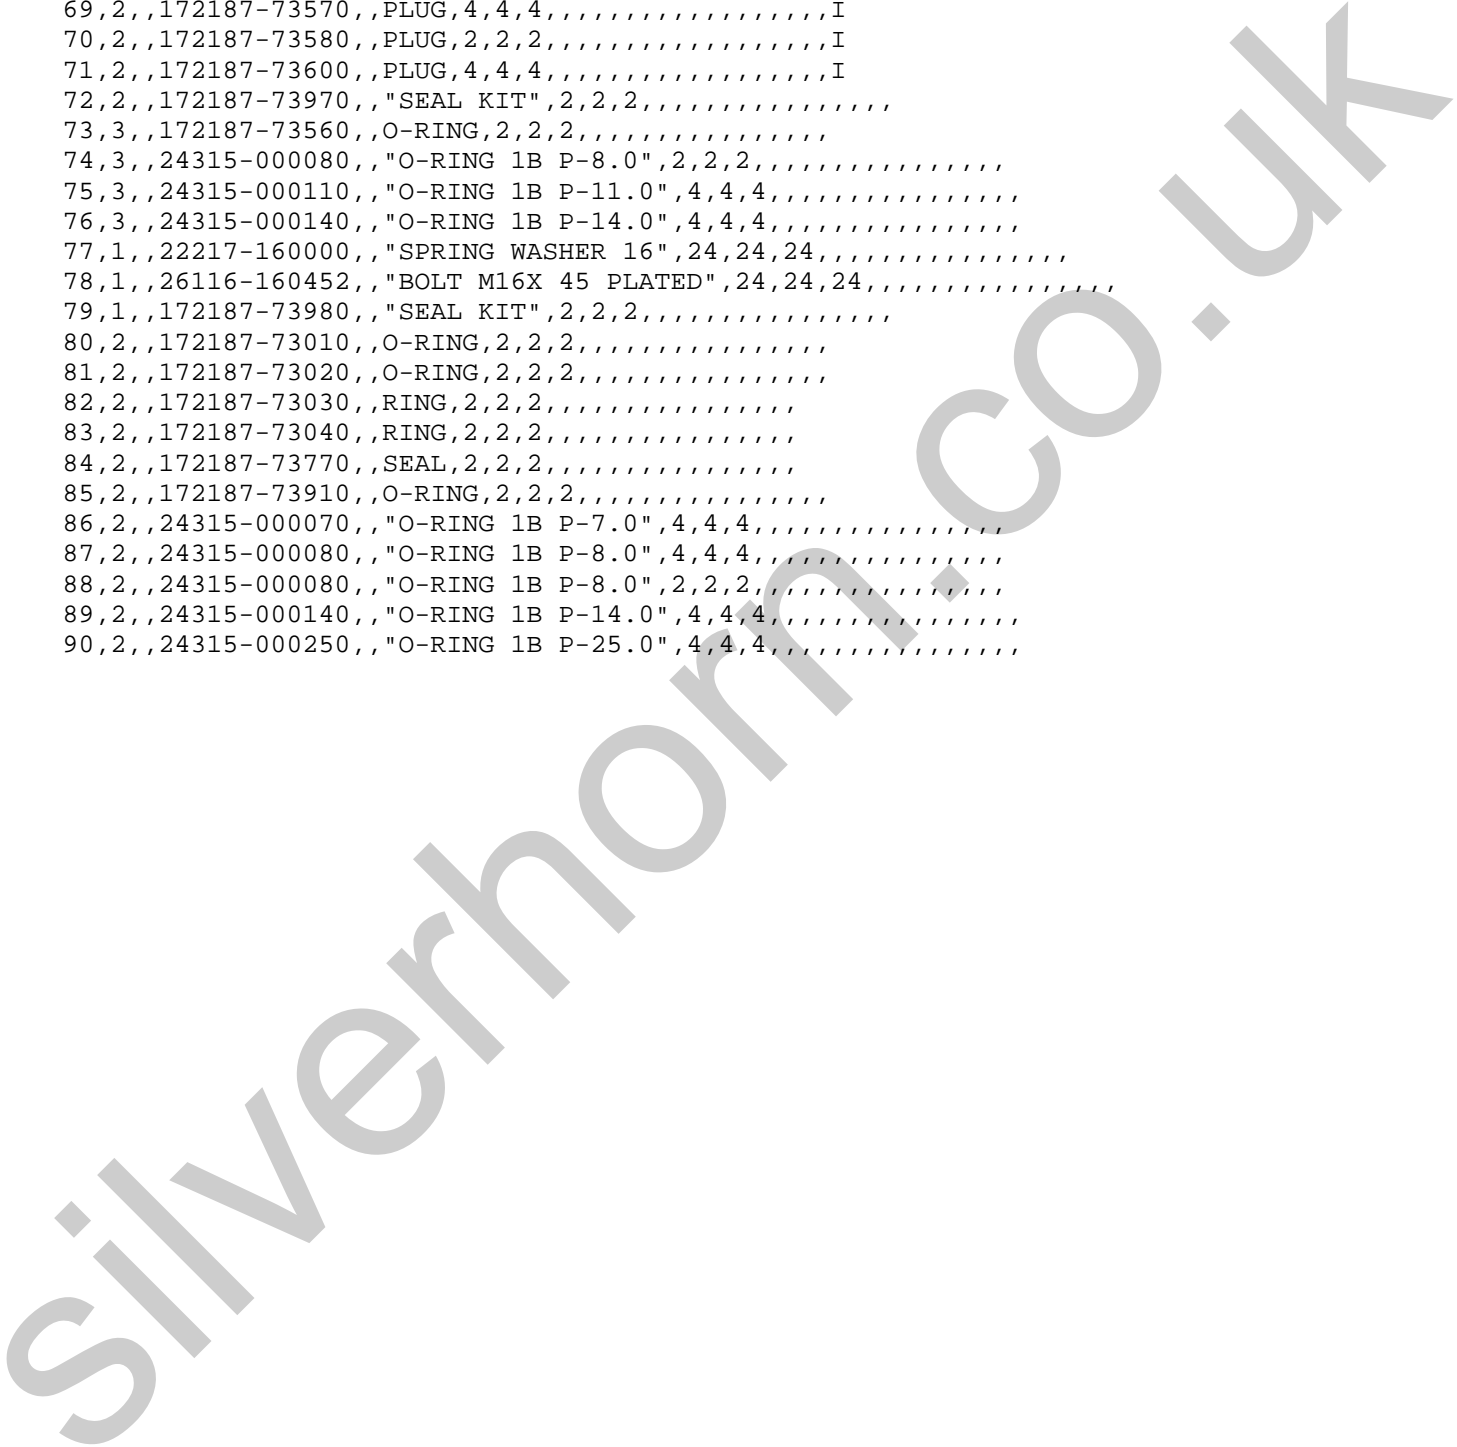 69,2,,172187-73570,,PLUG,4,4,4,,,,,,,,,,,,,,,,,,I
70,2,,172187-73580,,PLUG,2,2,2,,,,,,,,,,,,,,,,,,I
71,2,,172187-73600,,PLUG,4,4,4,,,,,,,,,,,,,,,,,,I
72,2,,172187-73970,,"SEAL KIT",2,2,2,,,,,,,,,,,,,,,,
73,3,,172187-73560,,O-RING,2,2,2,,,,,,,,,,,,,,,,
74,3,,24315-000080,,"O-RING 1B P-8.0",2,2,2,,,,,,,,,,,,,,,,
75,3,,24315-000110,,"O-RING 1B P-11.0",4,4,4,,,,,,,,,,,,,,,,
76,3,,24315-000140,,"O-RING 1B P-14.0",4,4,4,,,,,,,,,,,,,,,,
77,1,,22217-160000,,"SPRING WASHER 16",24,24,24,,,,,,,,,,,,,,,,
78,1,,26116-160452,,"BOLT M16X 45 PLATED",24,24,24,,,,,,,,,,,,,,,,
79,1,,172187-73980,,"SEAL KIT",2,2,2,,,,,,,,,,,,,,,,
80,2,,172187-73010,,O-RING,2,2,2,,,,,,,,,,,,,,,,
81,2,,172187-73020,,O-RING,2,2,2,,,,,,,,,,,,,,,,
82,2,,172187-73030,,RING,2,2,2,,,,,,,,,,,,,,,,
83,2,,172187-73040,,RING,2,2,2,,,,,,,,,,,,,,,,
84,2,,172187-73770,,SEAL,2,2,2,,,,,,,,,,,,,,,,
85,2,,172187-73910,,O-RING,2,2,2,,,,,,,,,,,,,,,,
86,2,,24315-000070,,"O-RING 1B P-7.0",4,4,4,,,,,,,,,,,,,,,,
87,2,,24315-000080,,"O-RING 1B P-8.0",4,4,4,,,,,,,,,,,,,,,,
88,2,,24315-000080,,"O-RING 1B P-8.0",2,2,2,,,,,,,,,,,,,,,,
89,2,,24315-000140,,"O-RING 1B P-14.0",4,4,4,,,,,,,,,,,,,,,,
90,2,,24315-000250,,"O-RING 1B P-25.0",4,4,4,,,,,,,,,,,,,,,,
silverhorn.co.uk